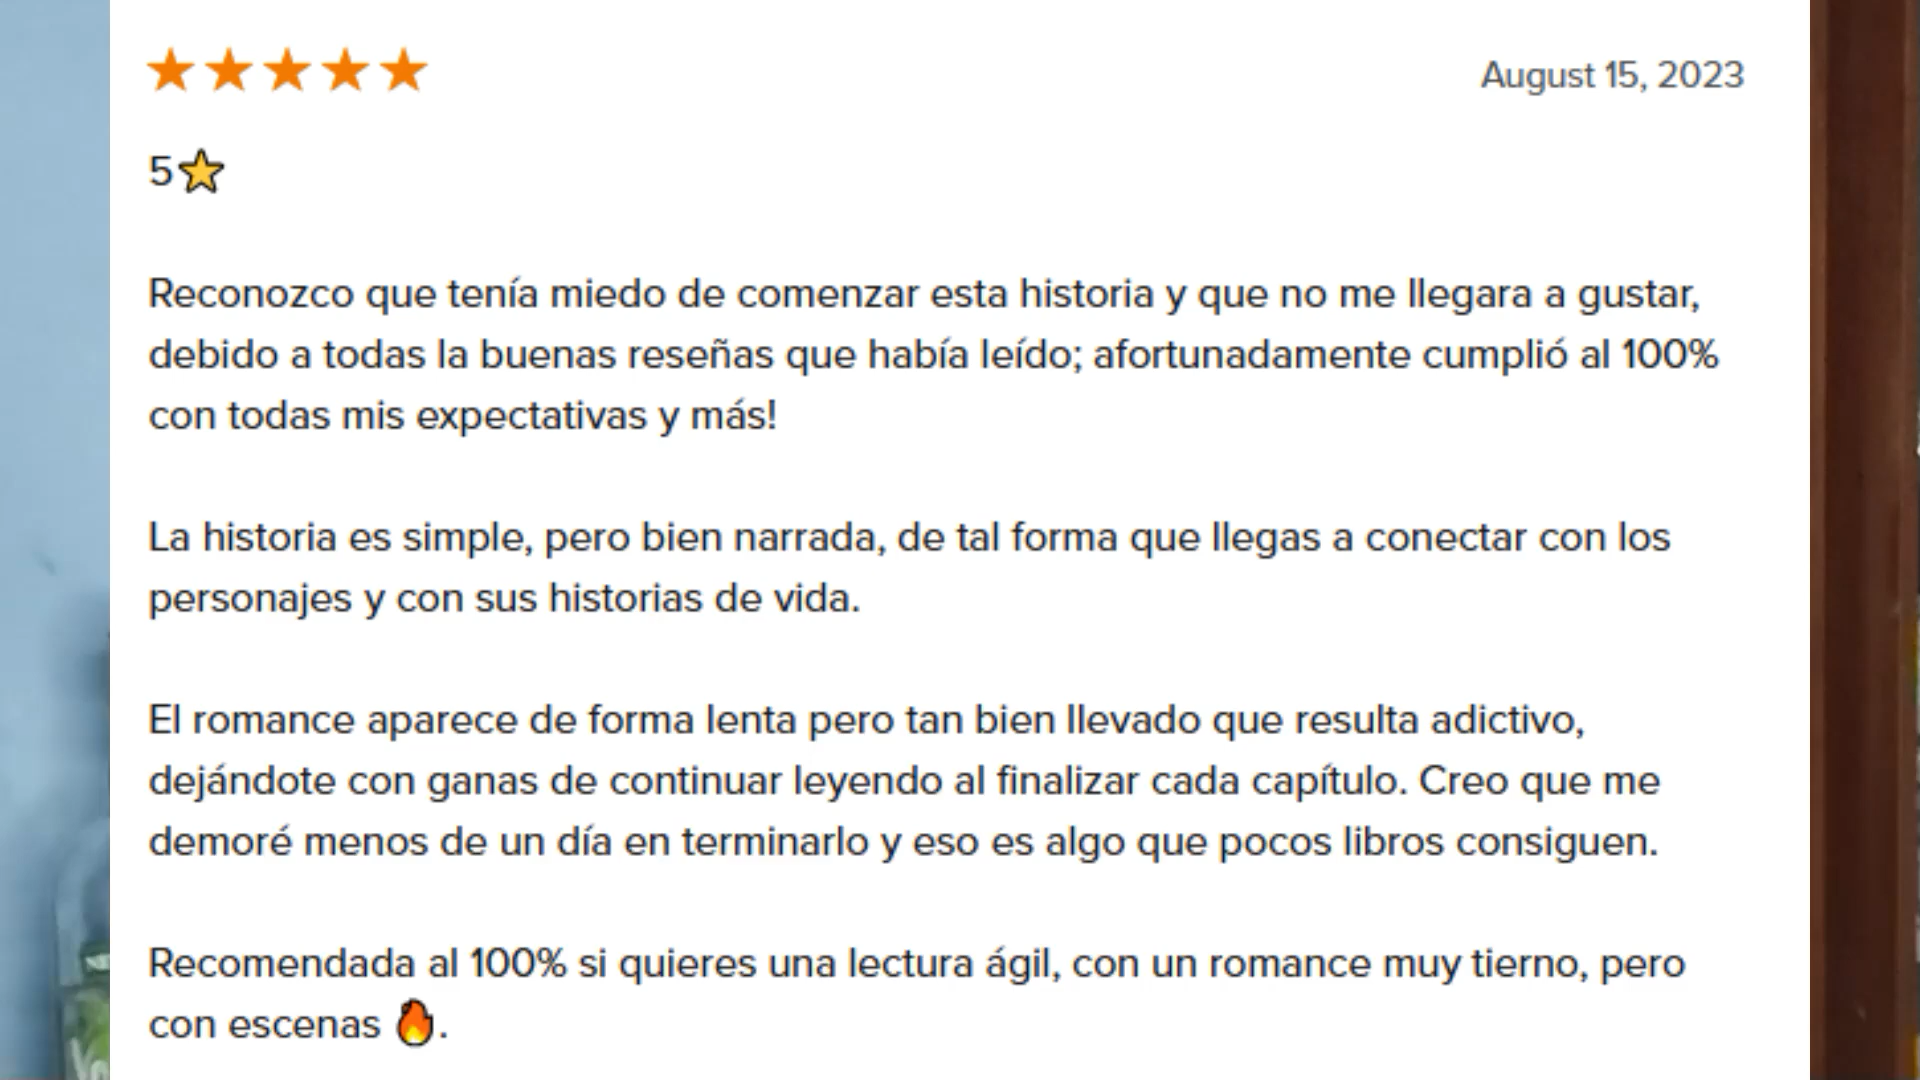 ★★★★★ August 15, 2023
5⭐
Reconozco que tenía miedo de comenzar esta historia y que no me llegara a gustar,
debido a todas la buenas reseñas que había leído; afortunadamente cumplió al 100%
con todas mis expectativas y más!
La historia es simple, pero bien narrada, de tal forma que llegas a conectar con los
personajes y con sus historias de vida.
El romance aparece de forma lenta pero tan bien llevado que resulta adictivo,
dejándote con ganas de continuar leyendo al finalizar cada capítulo. Creo que me
demoré menos de un día en terminarlo y eso es algo que pocos libros consiguen.
Recomendada al 100% si quieres una lectura ágil, con un romance muy tierno, pero
con escenas 🔥.